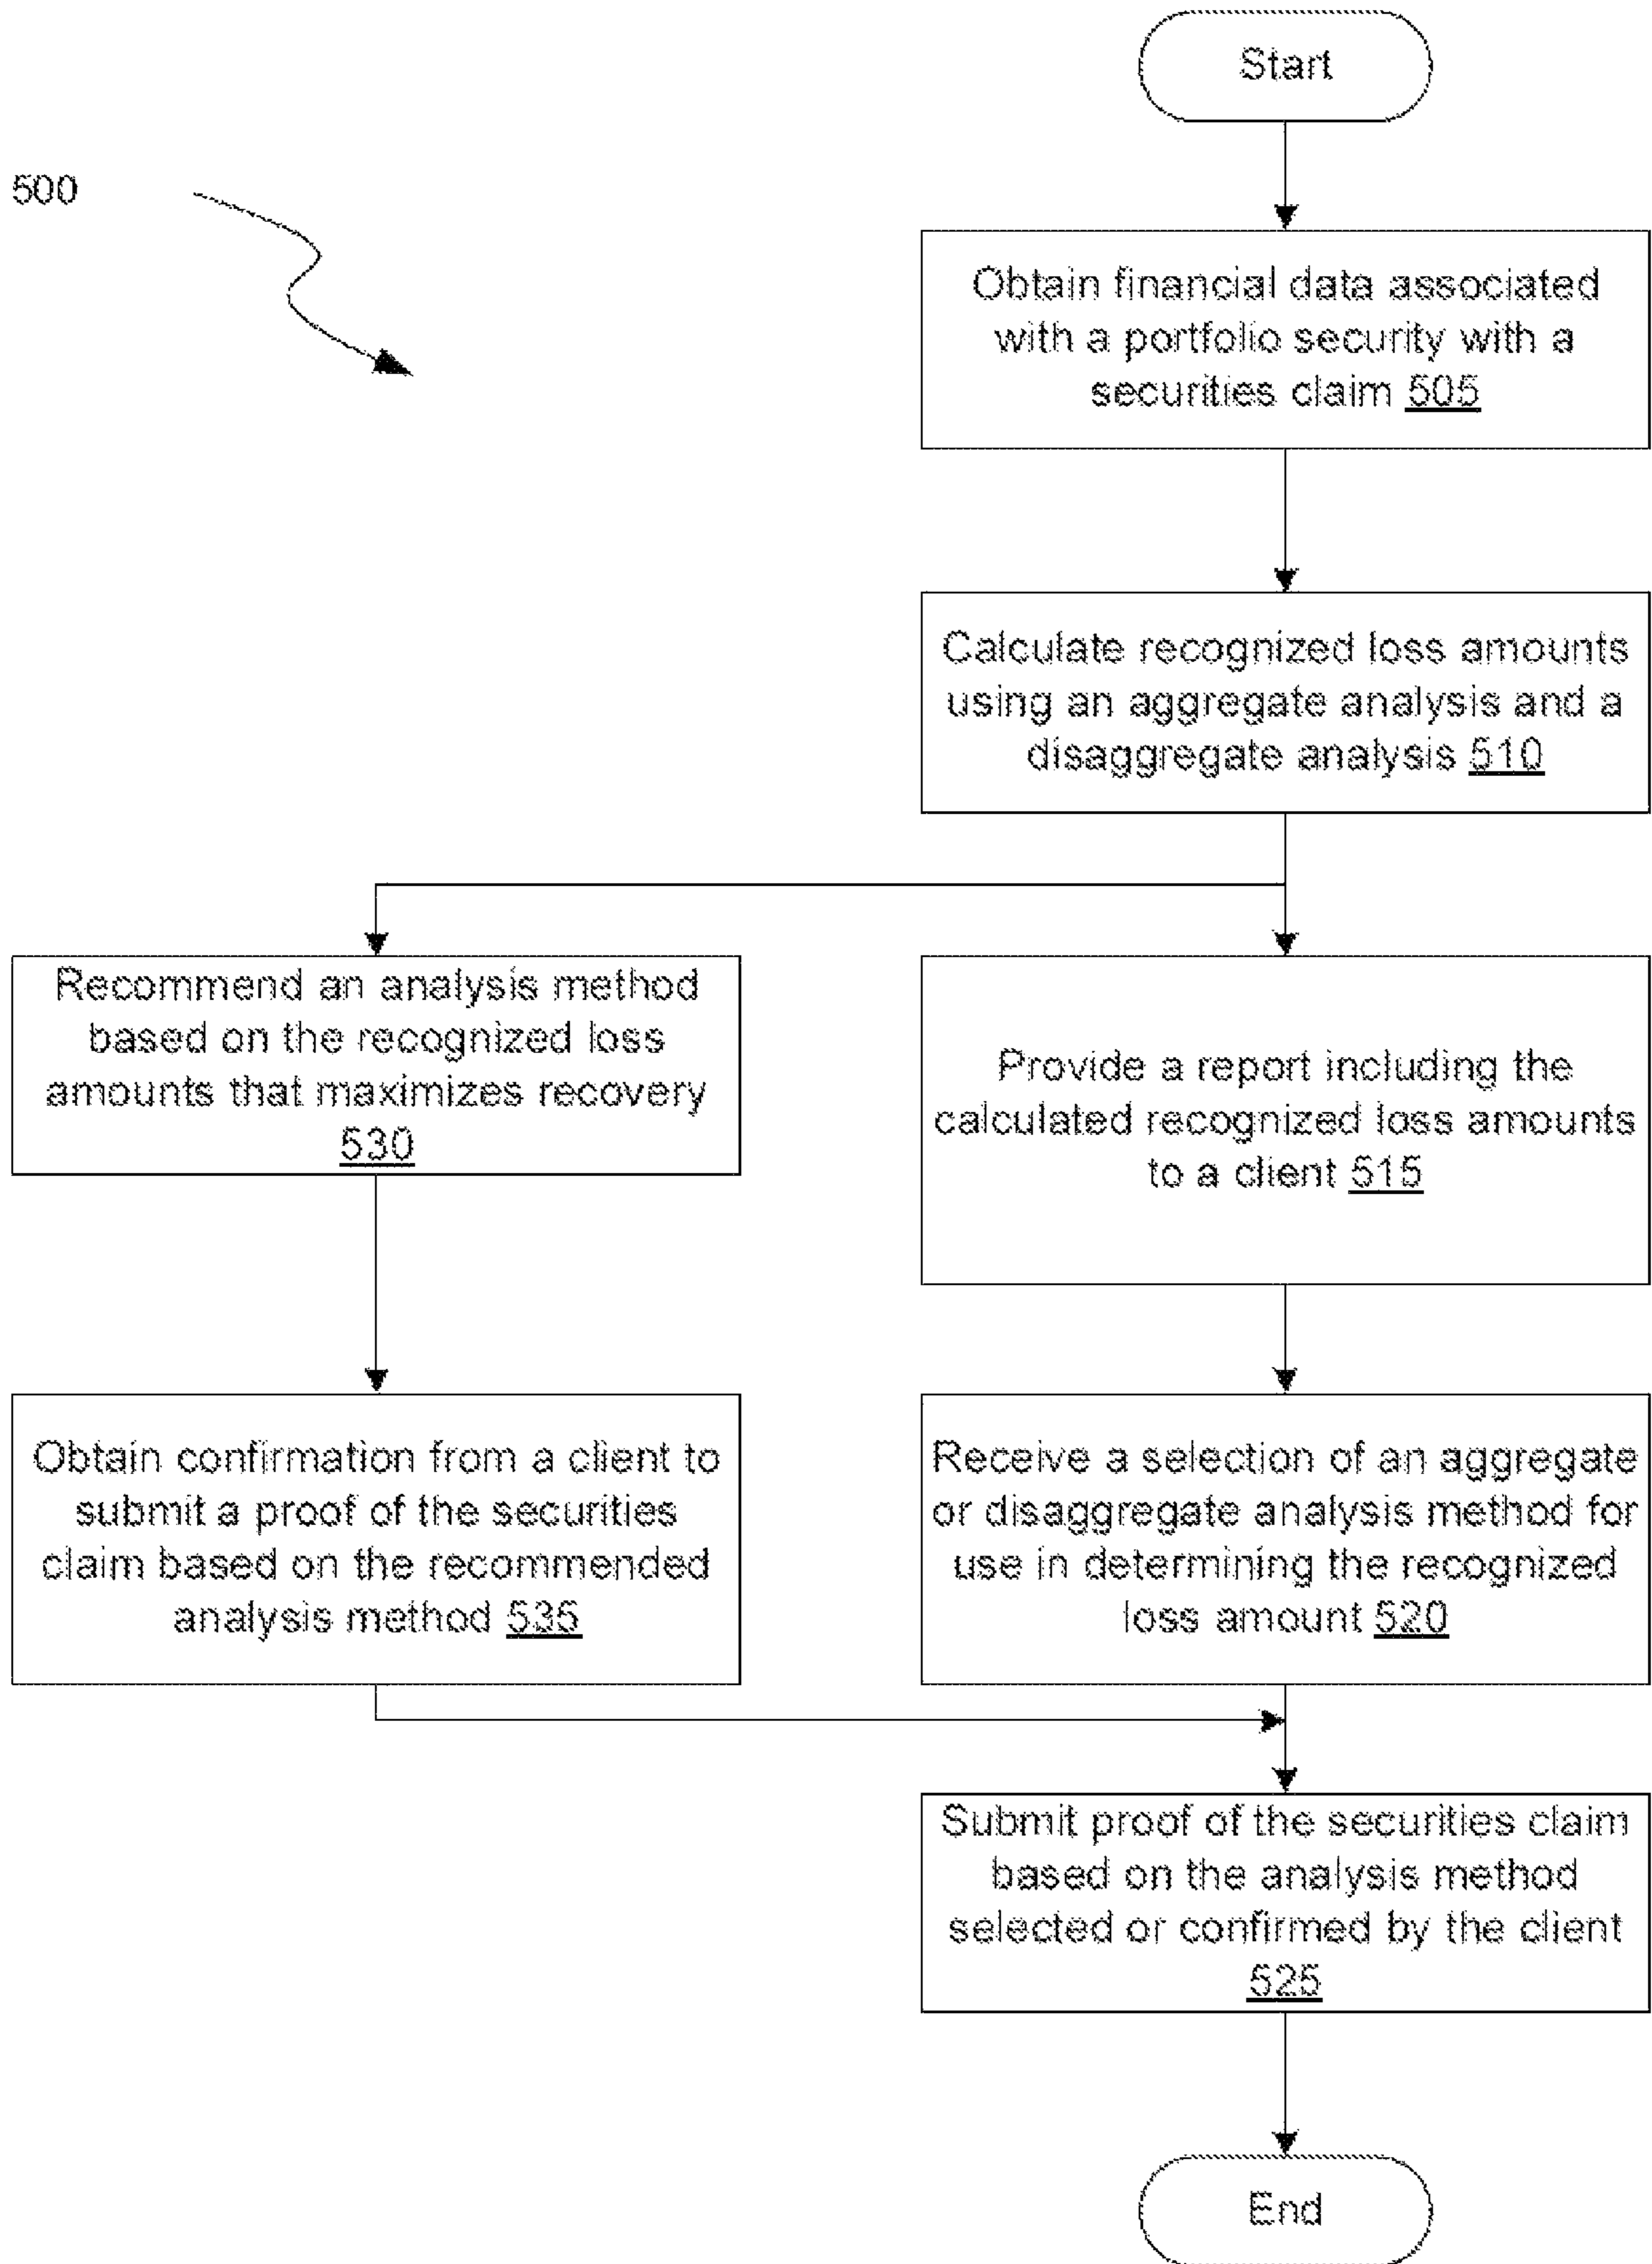 Start
500
Obtain financial data associated
with a portfolio security with a
securities claim 505
Calculate recognized loss amounts
using an aggregate analysis and a
disaggregate analysis 510
Recommend an analysis method
based on the recognized loss
amounts that maximizes recovery
530
Provide a report including the
calculated recognized loss amounts
to a client 515
Obtain confirmation from a client to
submit a proof of the securities
claim based on the recommended
analysis method 535
Receive a selection of an aggregate
or disaggregate analysis method for
use in determining the recognized
loss amount 520
Submit proof of the securities claim
based on the analysis method
selected or confirmed by the client
525
End